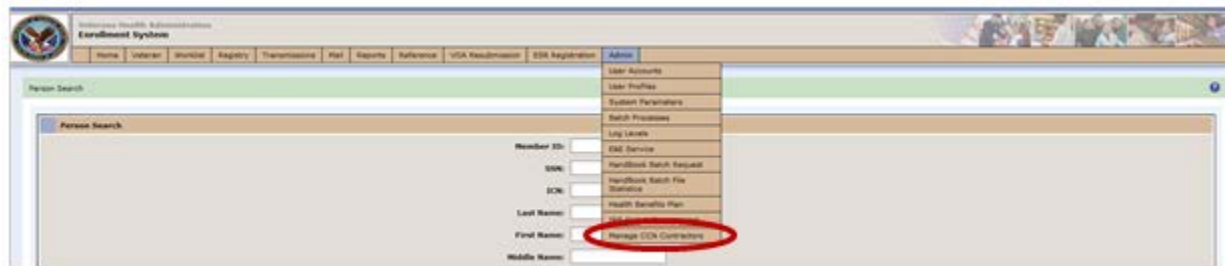 Veterans Health Administration
Enrollment System
Home Veteran Worklist Registry Transmissions Mail Reports Reference VOA Resubmission ESR Registration Admin
User Accounts
Person Search
User Profiles
System Parameters
Batch Processes
Person Search
Log Levels
Member ID:
E&E Service
SSN:
Handbook Batch Request
ICN:
Handbook Batch File
Statistics
Health Benefits Plan
Last Name:
First Name:
Manage CCN Contractors
Middle Name: